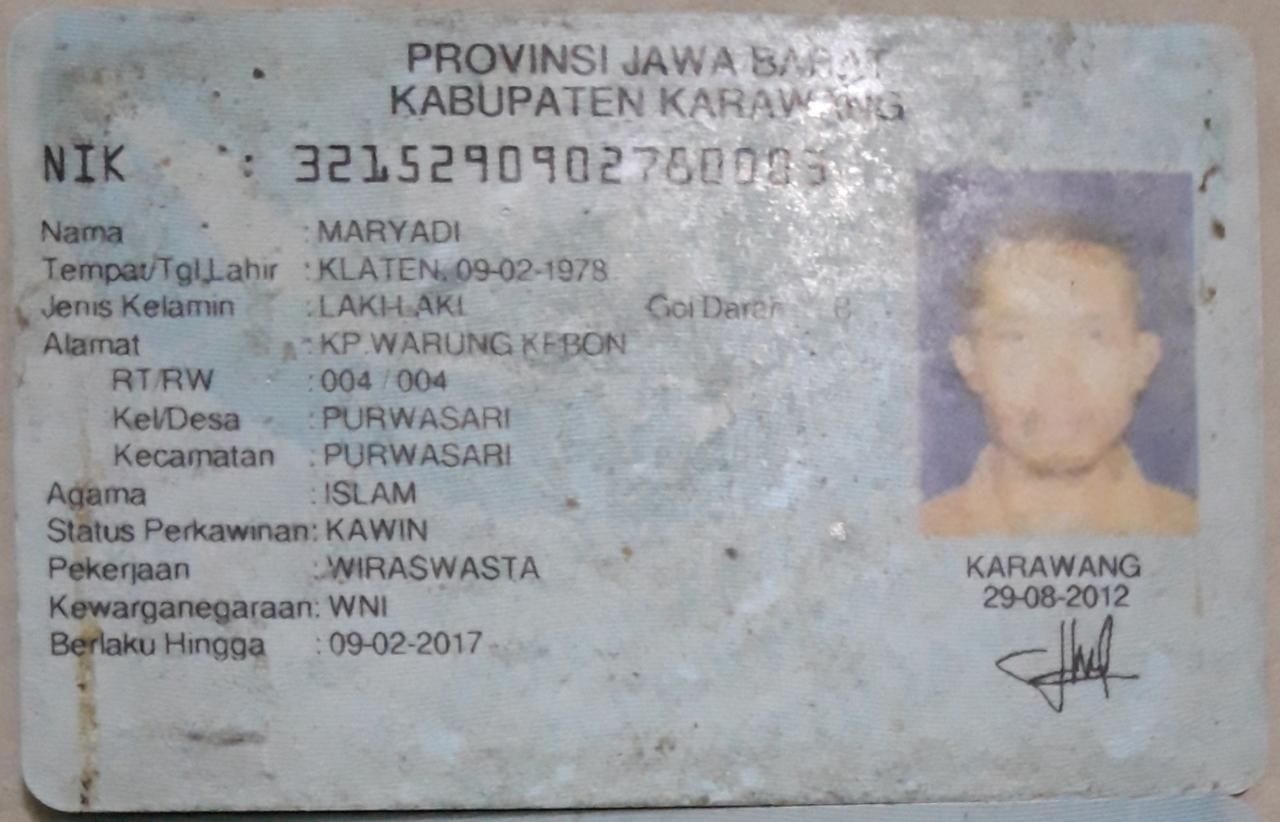 PROVINSI JAWA BARAT
KABUPATEN KARAWANG
NIK : 3215290902780003
Nama : MARYADI
Tempat/Tgl.Lahir : KLATEN, 09-02-1978
Jenis Kelamin : LAKI-LAKI Gol Darah B
Alamat : KP.WARUNG KEBON
RT/RW : 004 / 004
Kel/Desa : PURWASARI
Kecamatan : PURWASARI
Agama : ISLAM
Status Perkawinan: KAWIN
Pekerjaan : WIRASWASTA
Kewarganegaraan: WNI
Berlaku Hingga : 09-02-2017
KARAWANG
29-08-2012